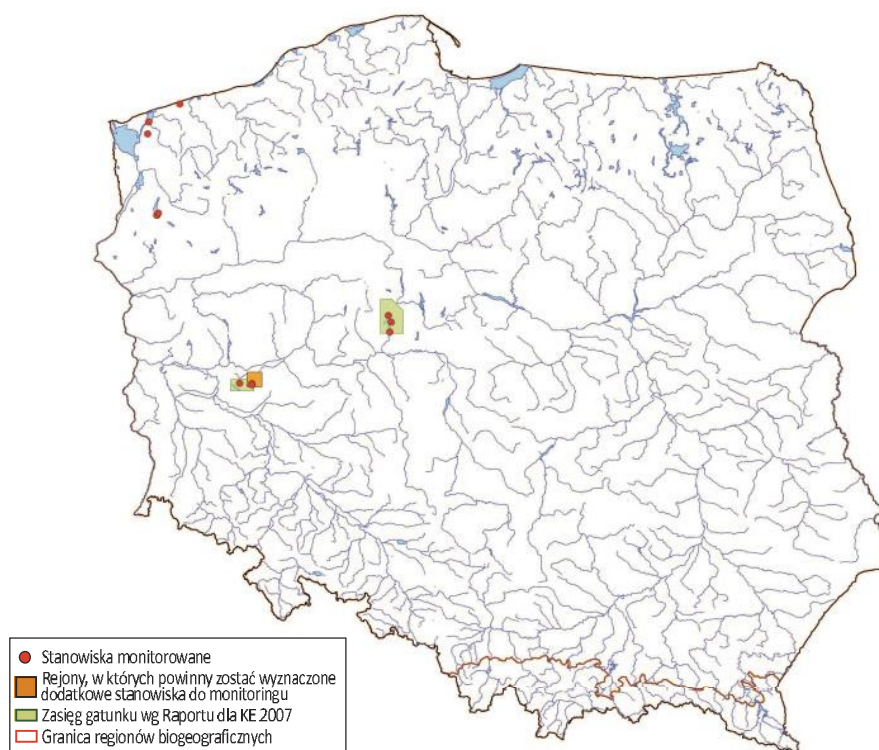 Stanowiska monitorowane
Rejony, w których powinny zostać wyznaczone
dodatkowe stanowiska do monitoringu
Zasięg gatunku wg Raportu dla KE 2007
Granica regionów biogeograficznych